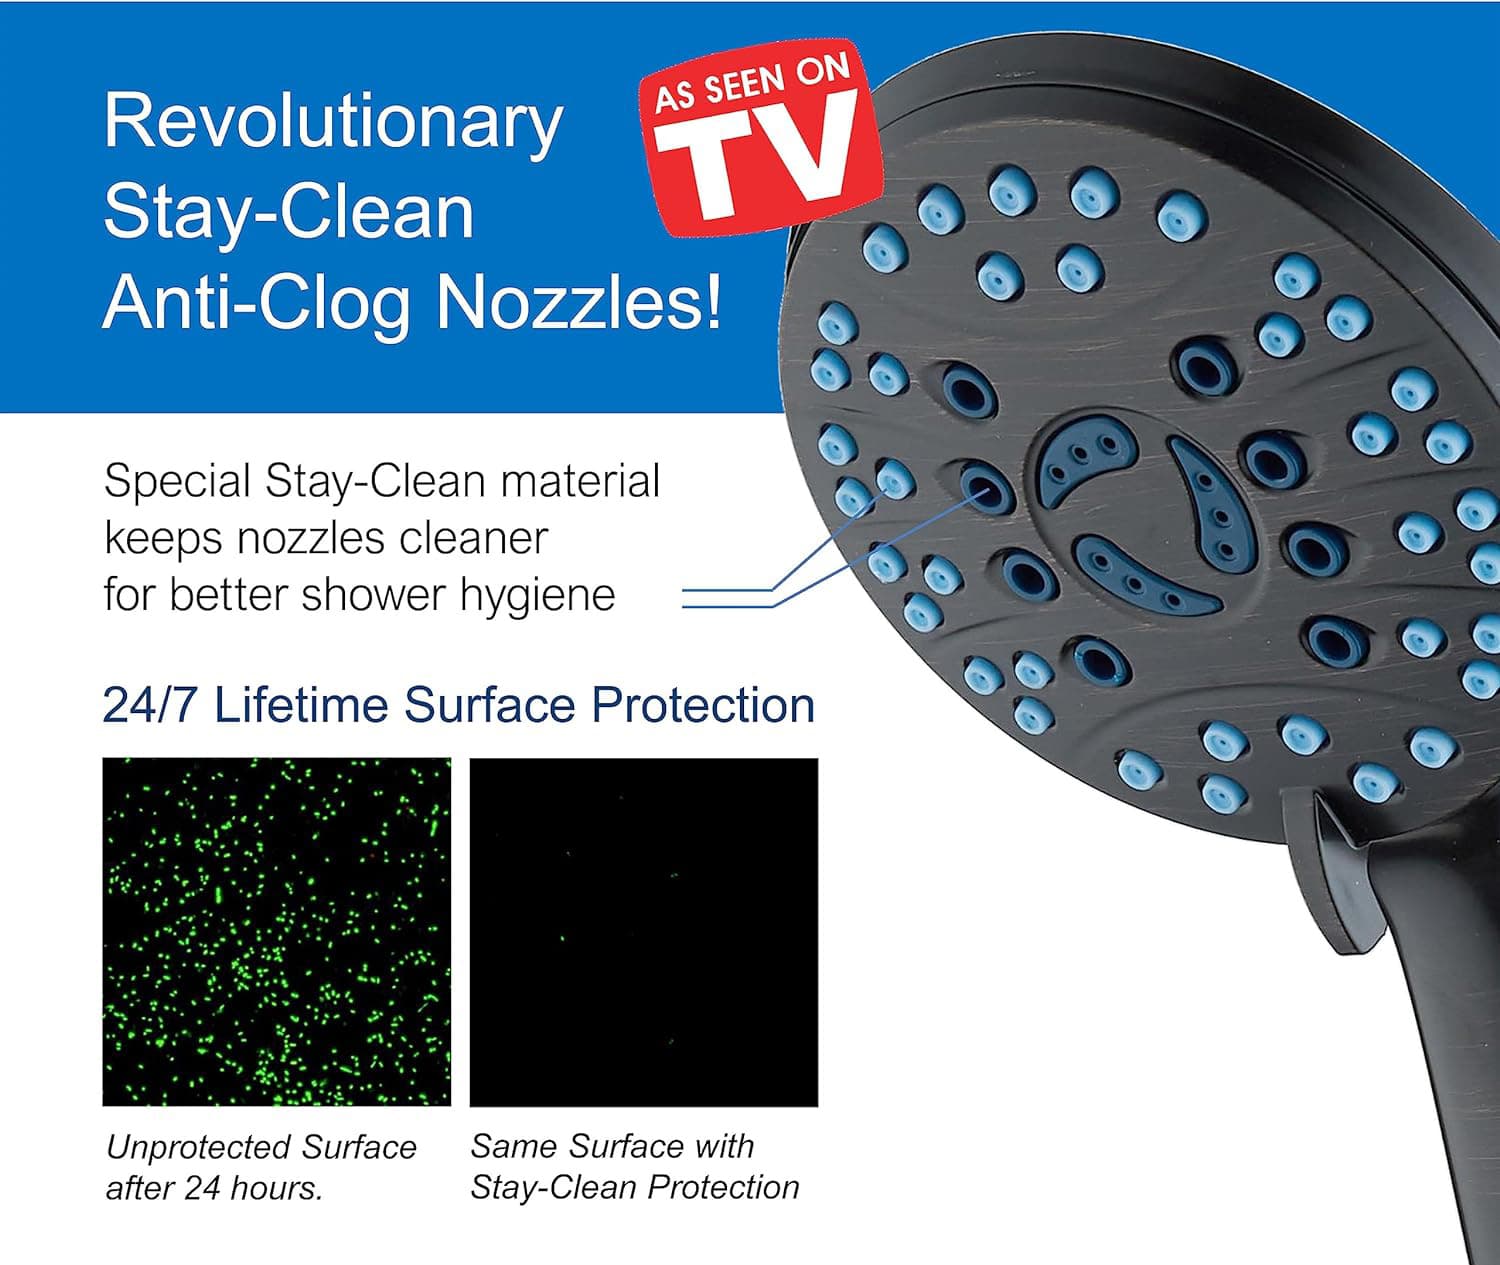 Revolutionary
Stay-Clean
Anti-Clog Nozzles!
AS SEEN ON
TV
Special Stay-Clean material
keeps nozzles cleaner
for better shower hygiene
24/7 Lifetime Surface Protection
Unprotected Surface
after 24 hours.
Same Surface with
Stay-Clean Protection